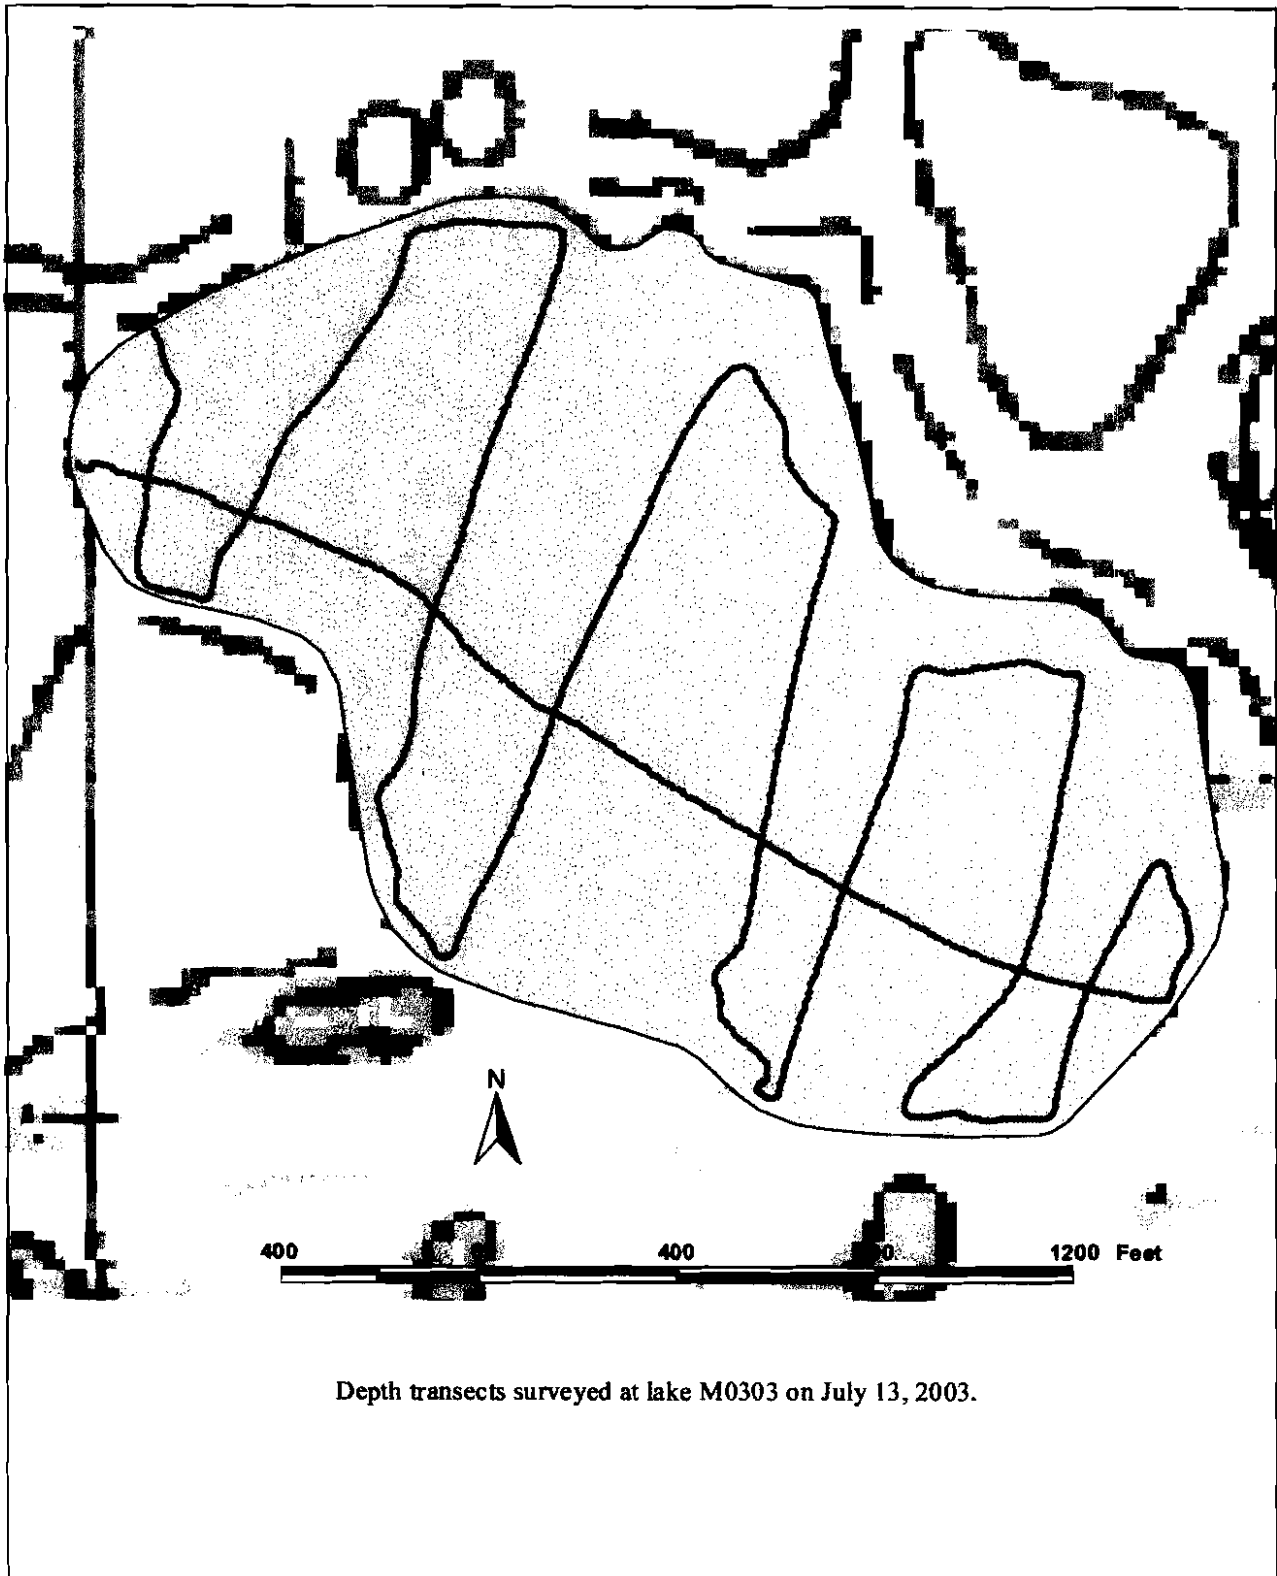 N
400 400 1200 Feet
Depth transects surveyed at lake M0303 on July 13, 2003.